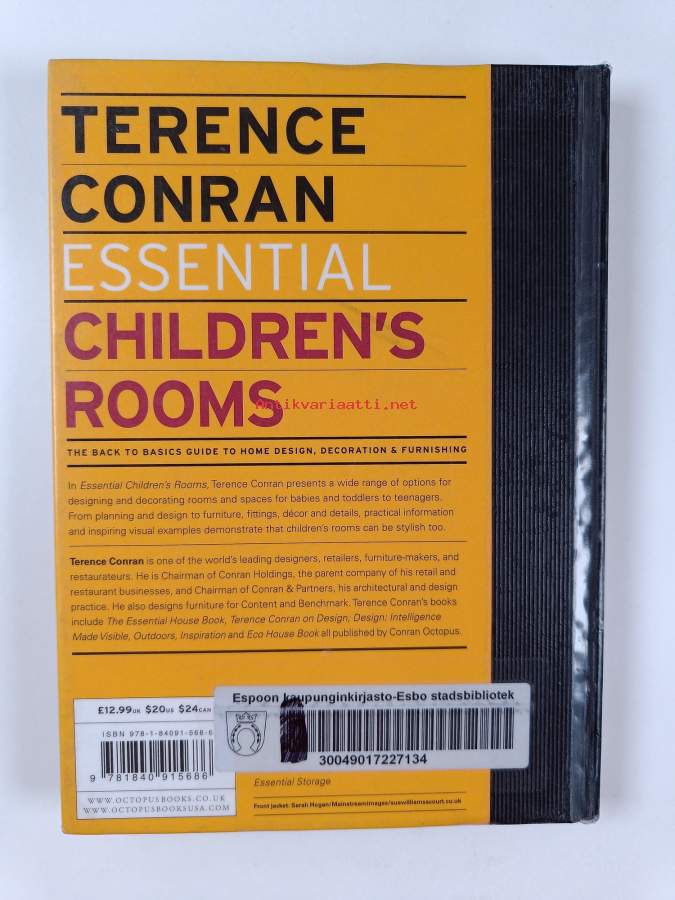 TERENCE
CONRAN
ESSENTIAL
CHILDREN'S
ROOMS
Antikvariaatti.net
THE BACK TO BASICS GUIDE TO HOME DESIGN, DECORATION & FURNISHING
In Essential Children's Rooms, Terence Conran presents a wide range of options for
designing and decorating rooms and spaces for babies and toddlers to teenagers.
From planning and design to furniture, fittings, décor and details, practical information
and inspiring visual examples demonstrate that children's rooms can be stylish too.
Terence Conran is one of the world's leading designers, retailers, furniture-makers, and
restaurateurs. He is Chairman of Conran Holdings, the parent company of his retail and
restaurant businesses, and Chairman of Conran & Partners, his architectural and design
practice. He also designs furniture for Content and Benchmark. Terence Conran's books
include The Essential House Book, Terence Conran on Design, Design: Intelligence
Made Visible, Outdoors, Inspiration and Eco House Book all published by Conran Octopus.
£12.99UK $20US $24CAN
ISBN 978-1-84091-568-6
9 781840 915686
WWW.OCTOPUSBOOKS.CO.UK
WWW.OCTOPUSBOOKSUSA.COM
Espoon kaupunginkirjasto-Esbo stadsbibliotek
30049017227134
Essential Storage
Front jacket: Sarah Hogan/Mainstreamimages/suewilliamsacourt.co.uk